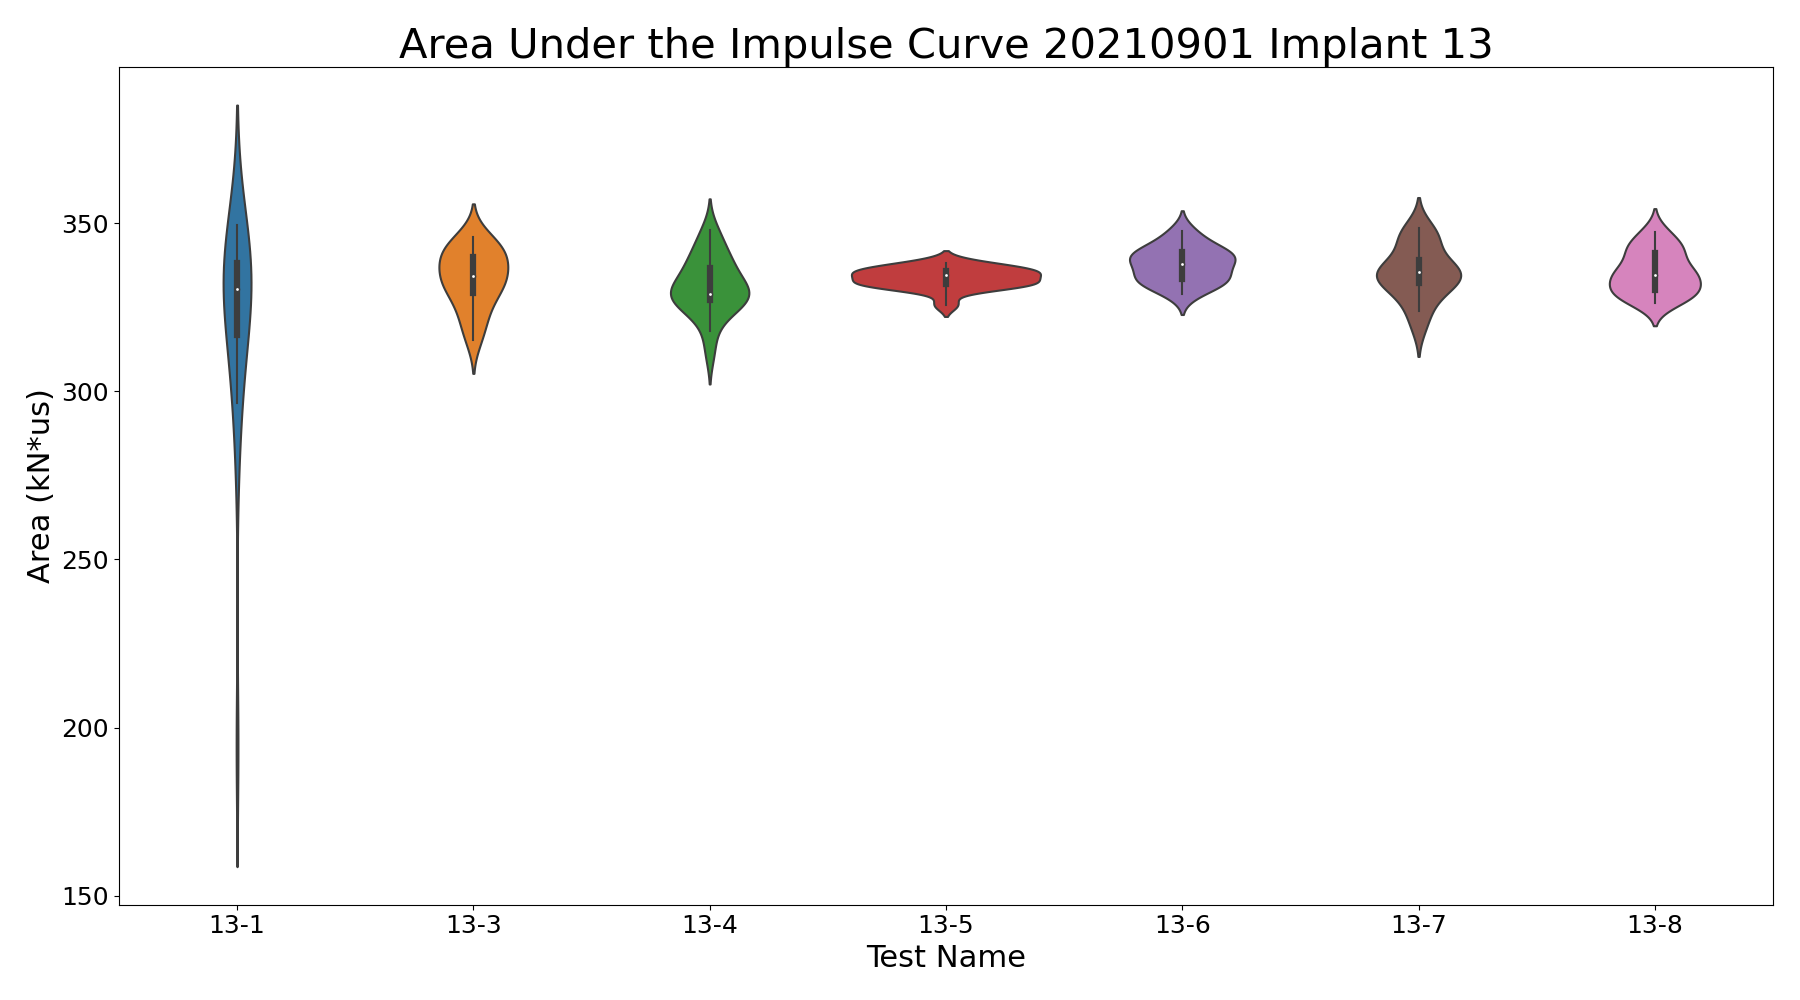 Area Under the Impulse Curve 20210901 Implant 13
Area (kN*us)
350
300
250
200
150
13-1 13-3 13-4 13-5 13-6 13-7 13-8
Test Name